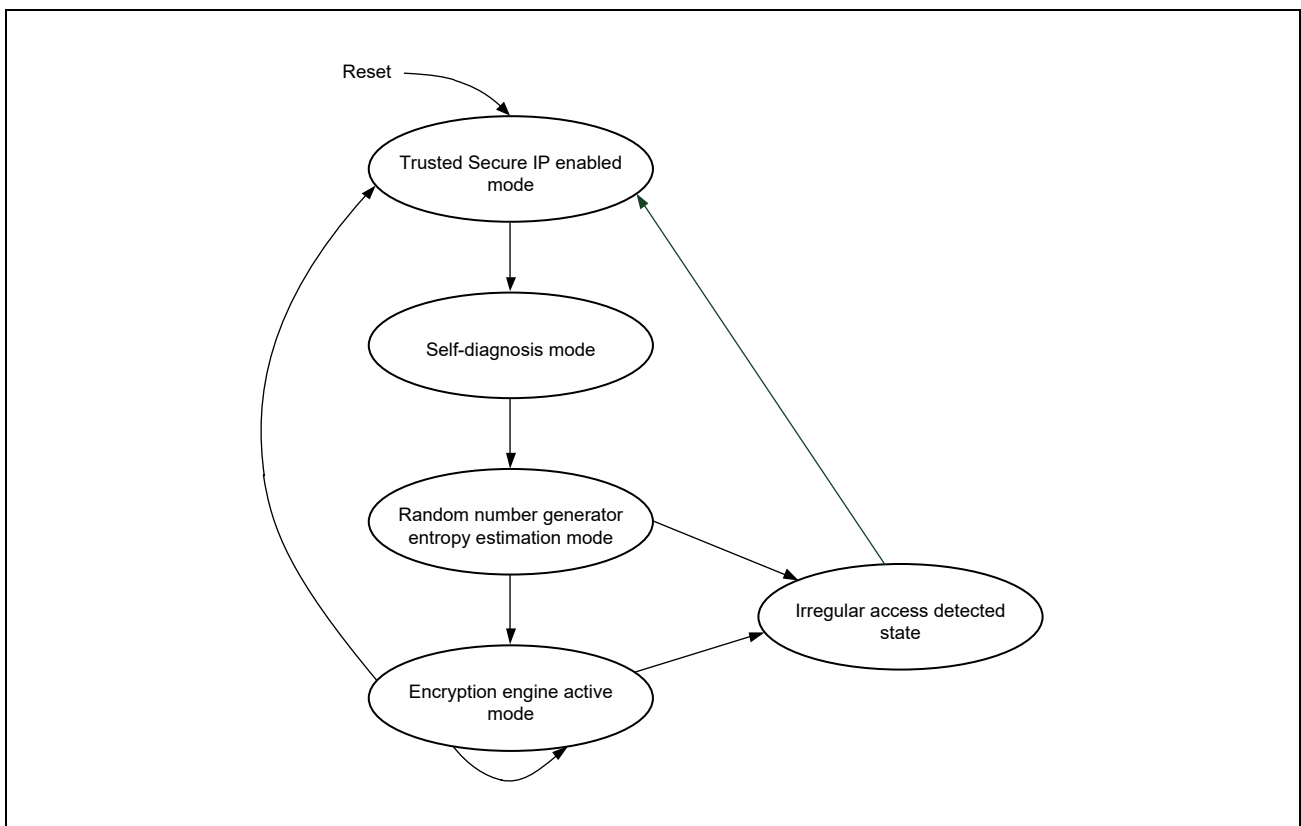 Reset
Trusted Secure IP enabled
mode
Self-diagnosis mode
Random number generator
entropy estimation mode
Irregular access detected
state
Encryption engine active
mode